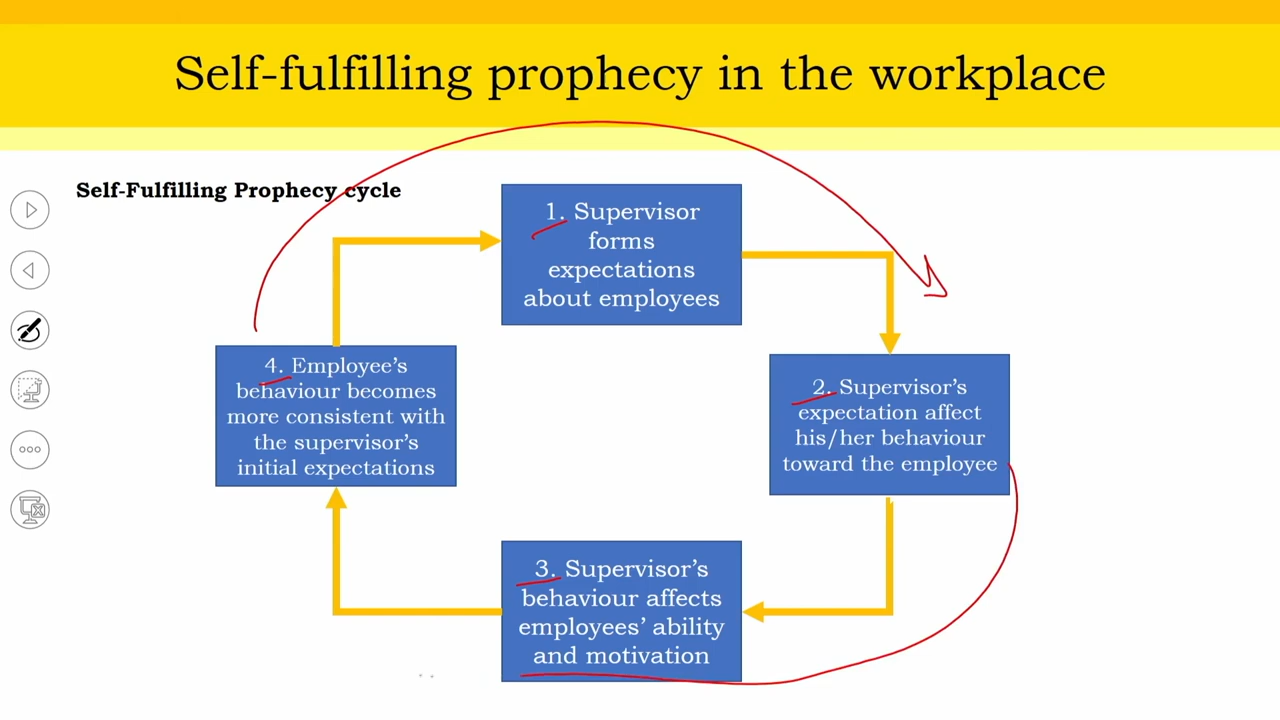 Self-fulfilling prophecy in the workplace
Self-Fulfilling Prophecy cycle
1. Supervisor
forms
expectations
about employees
2. Supervisor's
expectation affect
his/her behaviour
toward the employee
3. Supervisor's
behaviour affects
employees' ability
and motivation
4. Employee's
behaviour becomes
more consistent with
the supervisor's
initial expectations